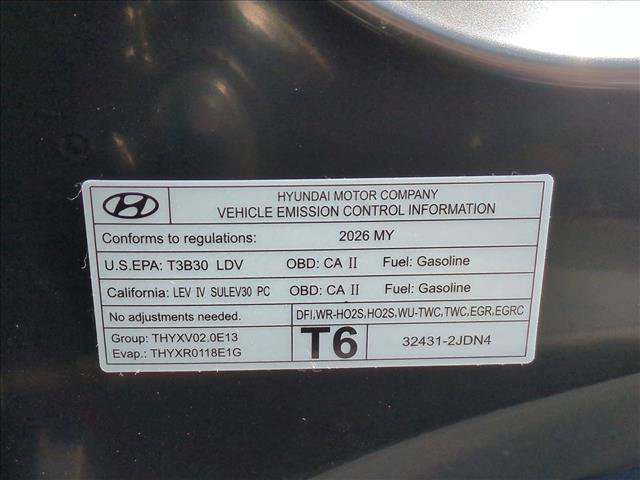 HYUNDAI MOTOR COMPANY
VEHICLE EMISSION CONTROL INFORMATION
Conforms to regulations: 2026 MY
U.S.EPA: T3B30 LDV OBD: CA II Fuel: Gasoline
California: LEV IV SULEV30 PC OBD: CA II Fuel: Gasoline
No adjustments needed. DFI,WR-HO2S,HO2S,WU-TWC,TWC,EGR,EGRC
Group: THYXV02.0E13
Evap.: THYXR0118E1G
T6
32431-2JDN4